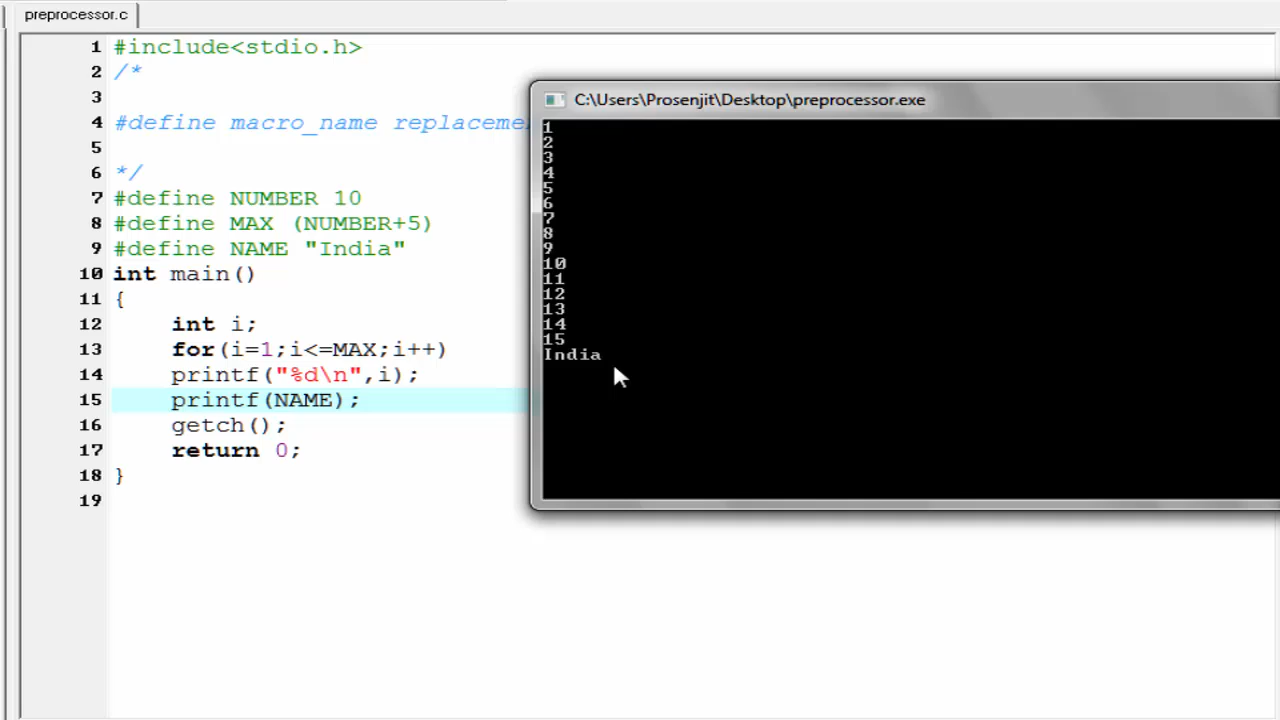 preprocessor.c
1 #include<stdio.h>
2 /*
3
4 #define macro_name
5
6 */
7 #define NUMBER 10
8 #define MAX (NUMBER+5)
9 #define NAME "India"
10 int main()
11 {
12 int i;
13 for(i=1;i<=MAX;i++)
14 printf("%d\n",i);
15 printf(NAME);
16 getch();
17 return 0;
18 }
19
C:\Users\Prosenjit\Desktop\preprocessor.exe
1
2
3
4
5
6
7
8
9
10
11
12
13
14
15
India